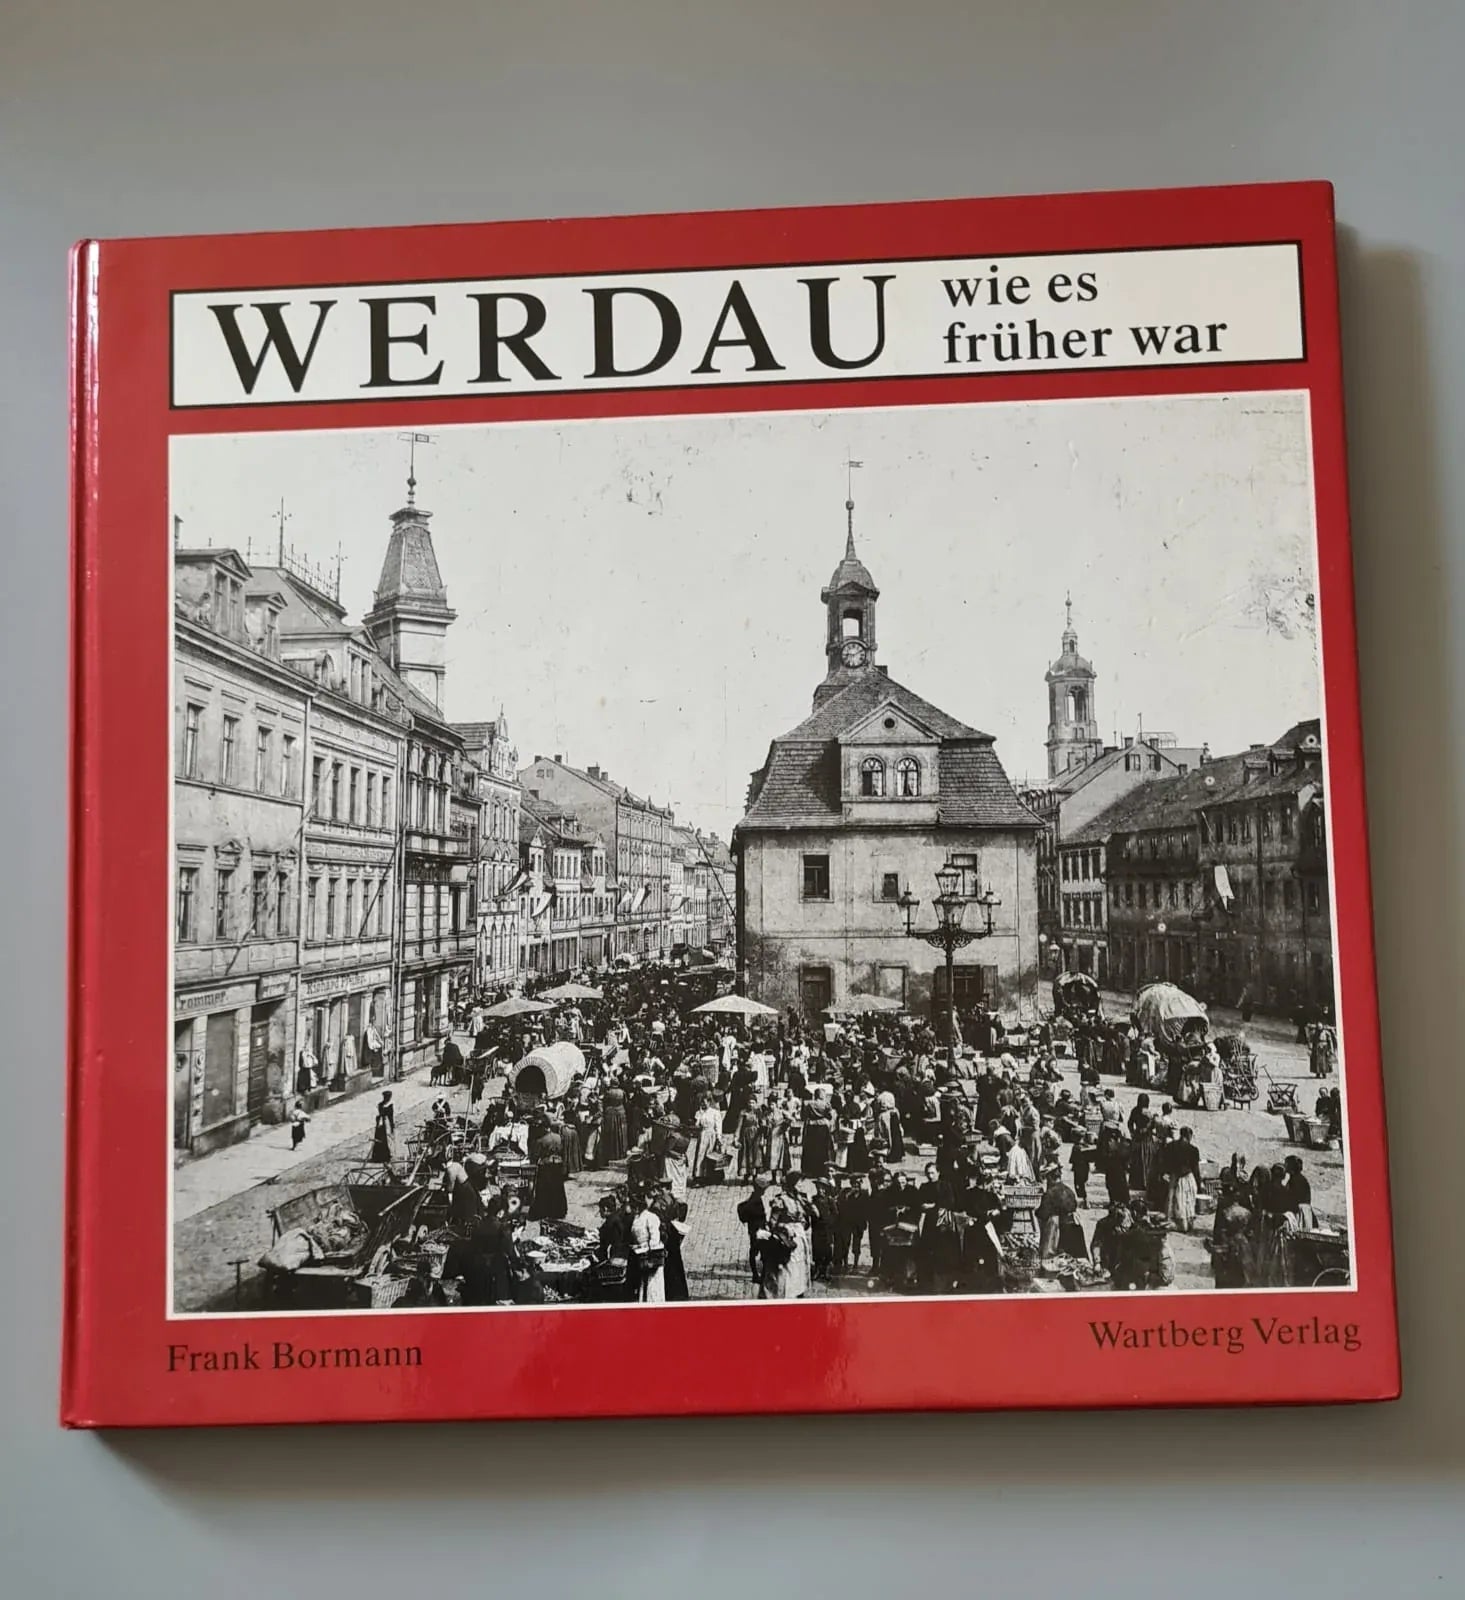 WERDAU
wie es
früher war
Frank Bormann
Wartberg Verlag